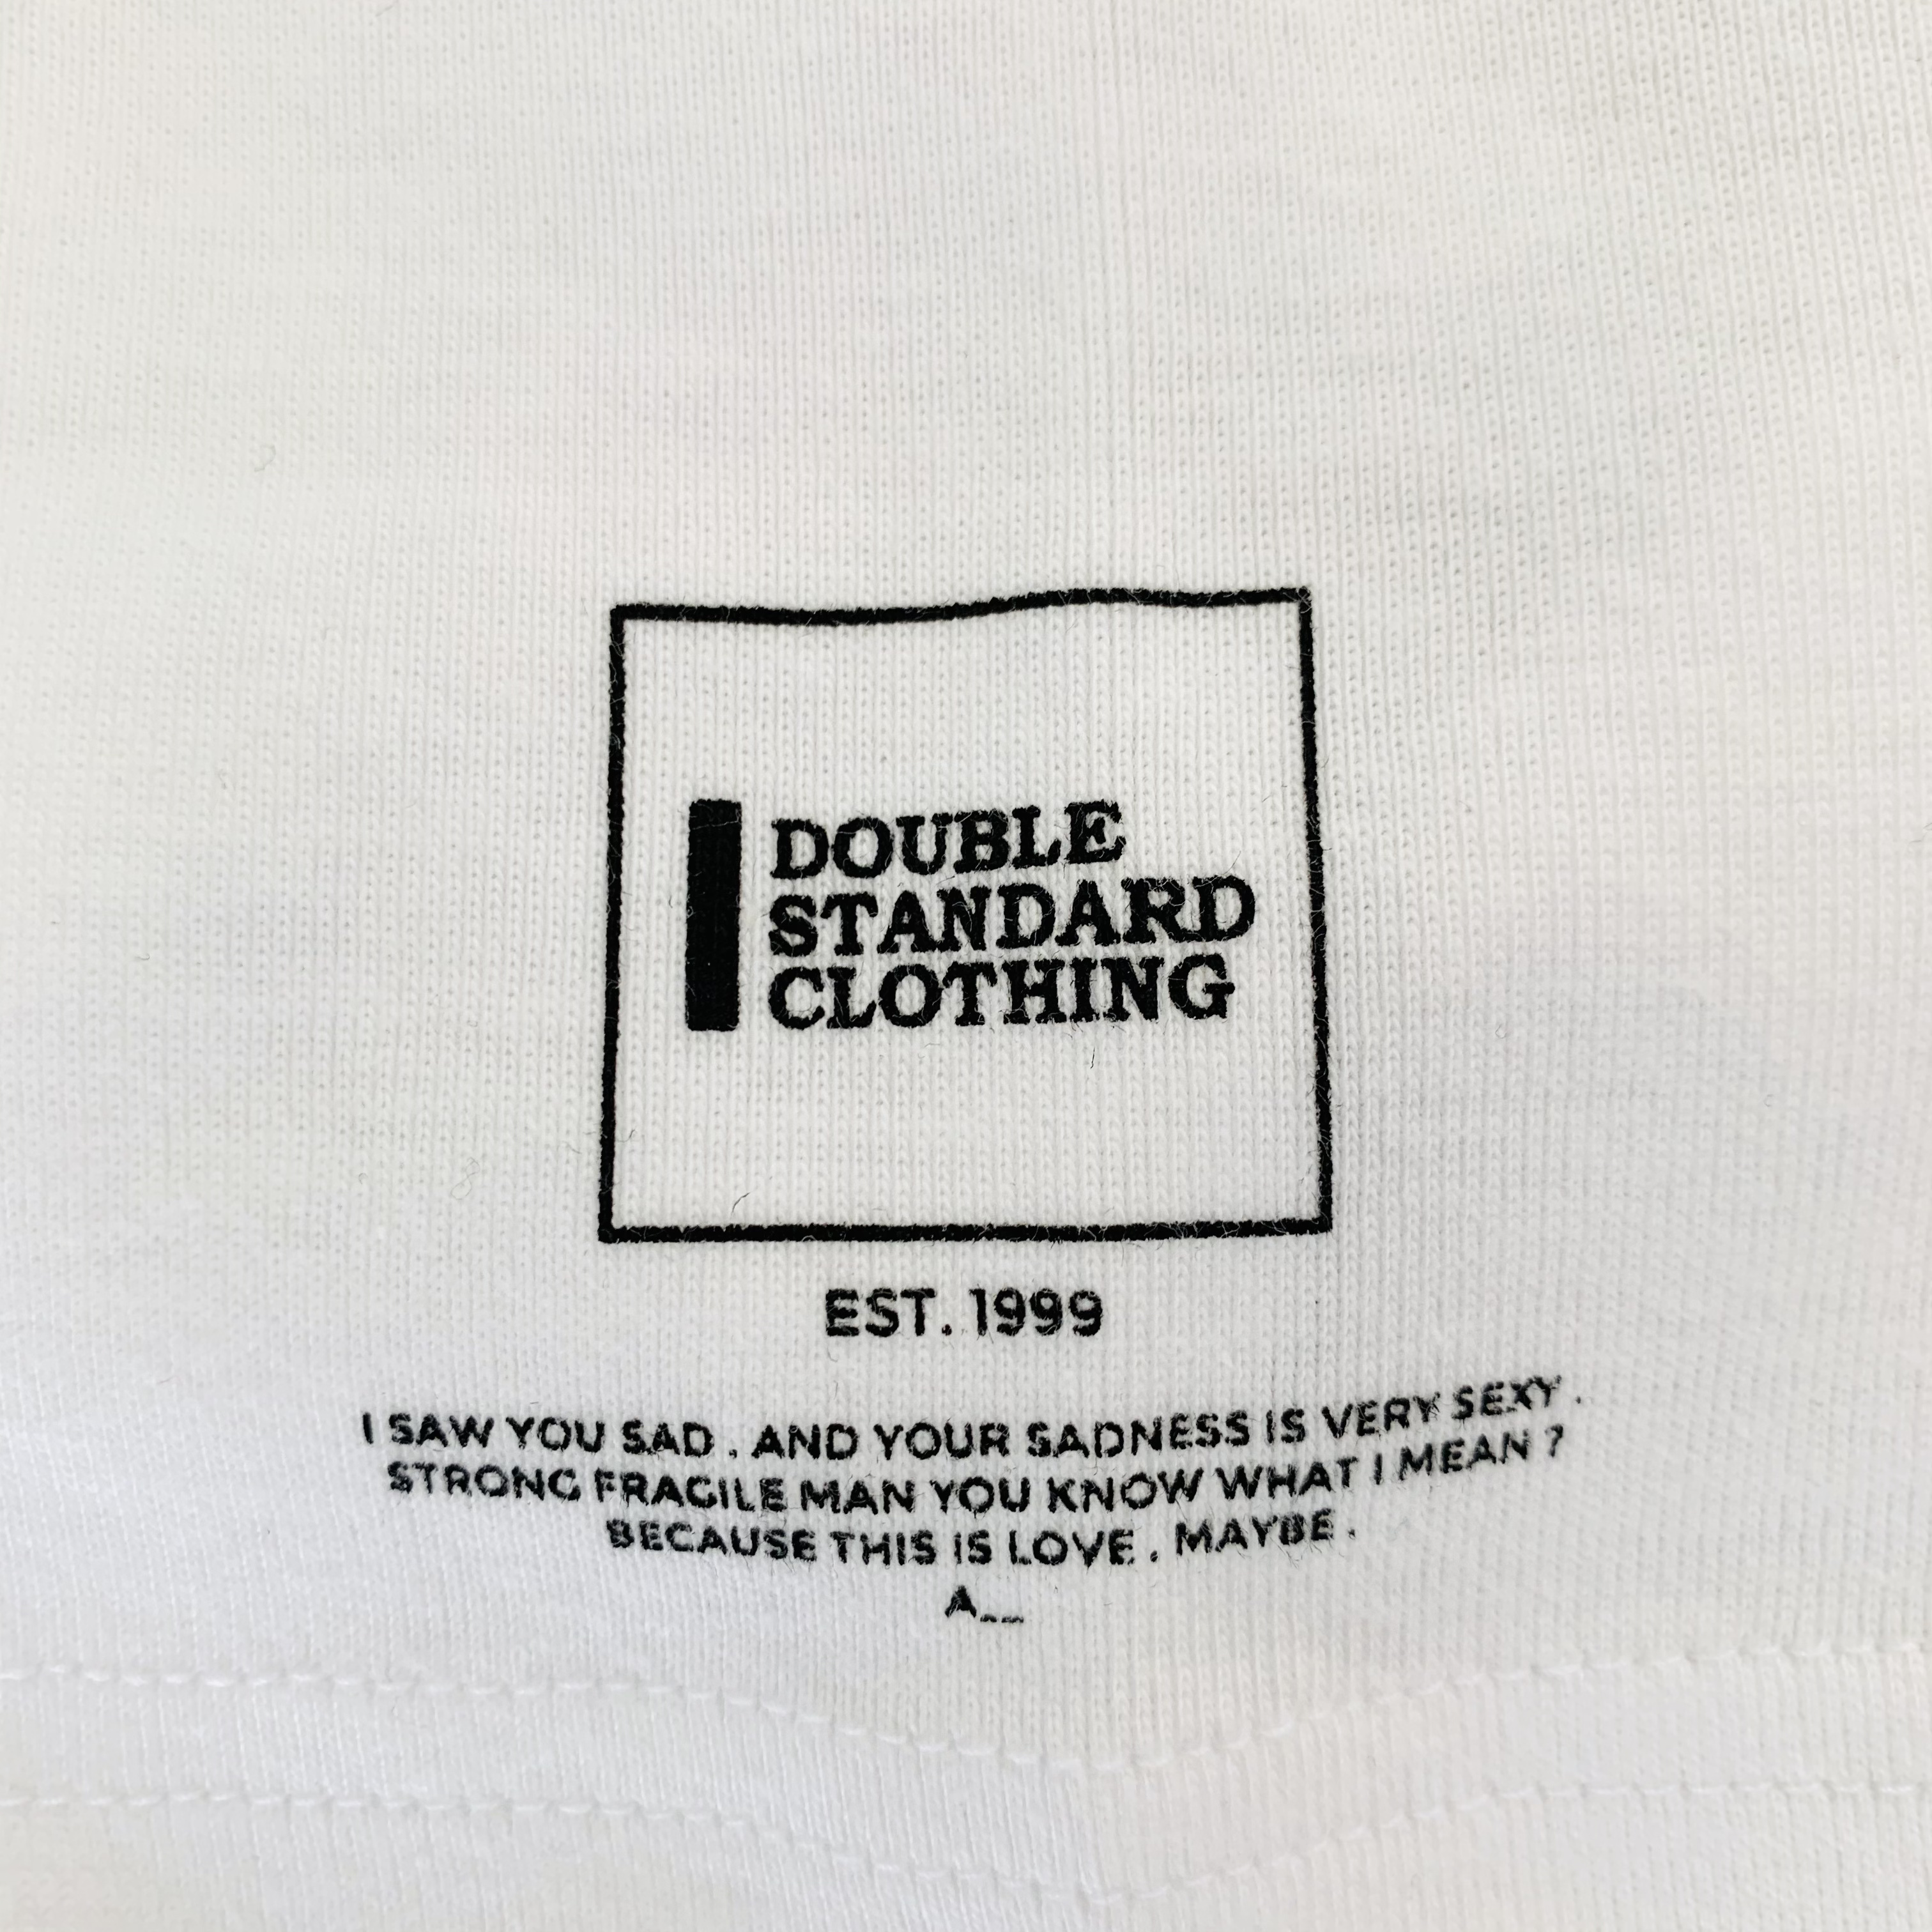 DOUBLE
STANDARD
CLOTHING
EST. 1999
I SAW YOU SAD . AND YOUR SADNESS IS VERY SEXY .
STRONG FRAGILE MAN YOU KNOW WHAT I MEAN ?
BECAUSE THIS IS LOVE . MAYBE .
A__